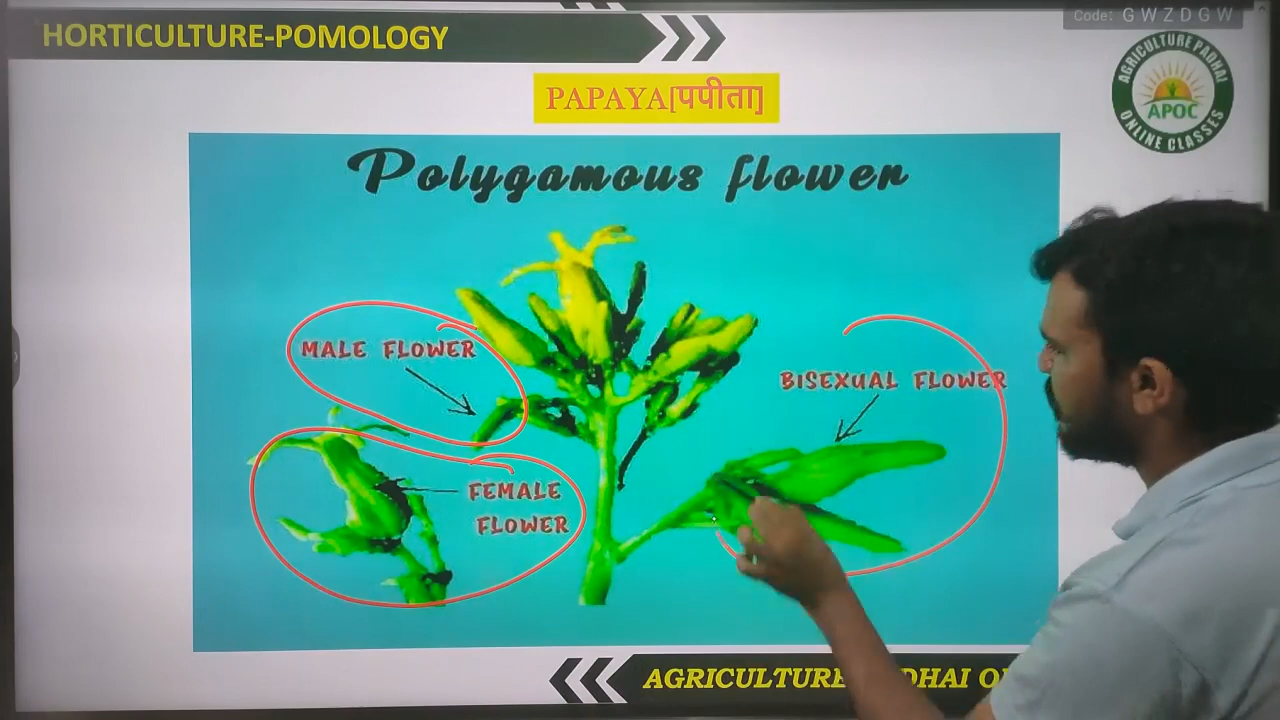 Code: GWZDGW
HORTICULTURE-POMOLOGY
AGRICULTURE PADHAI
APOC
ONLINE CLASSES
PAPAYA[पपीता]
Polygamous flower
MALE FLOWER
BISEXUAL FLOWER
FEMALE
FLOWER
AGRICULTURE